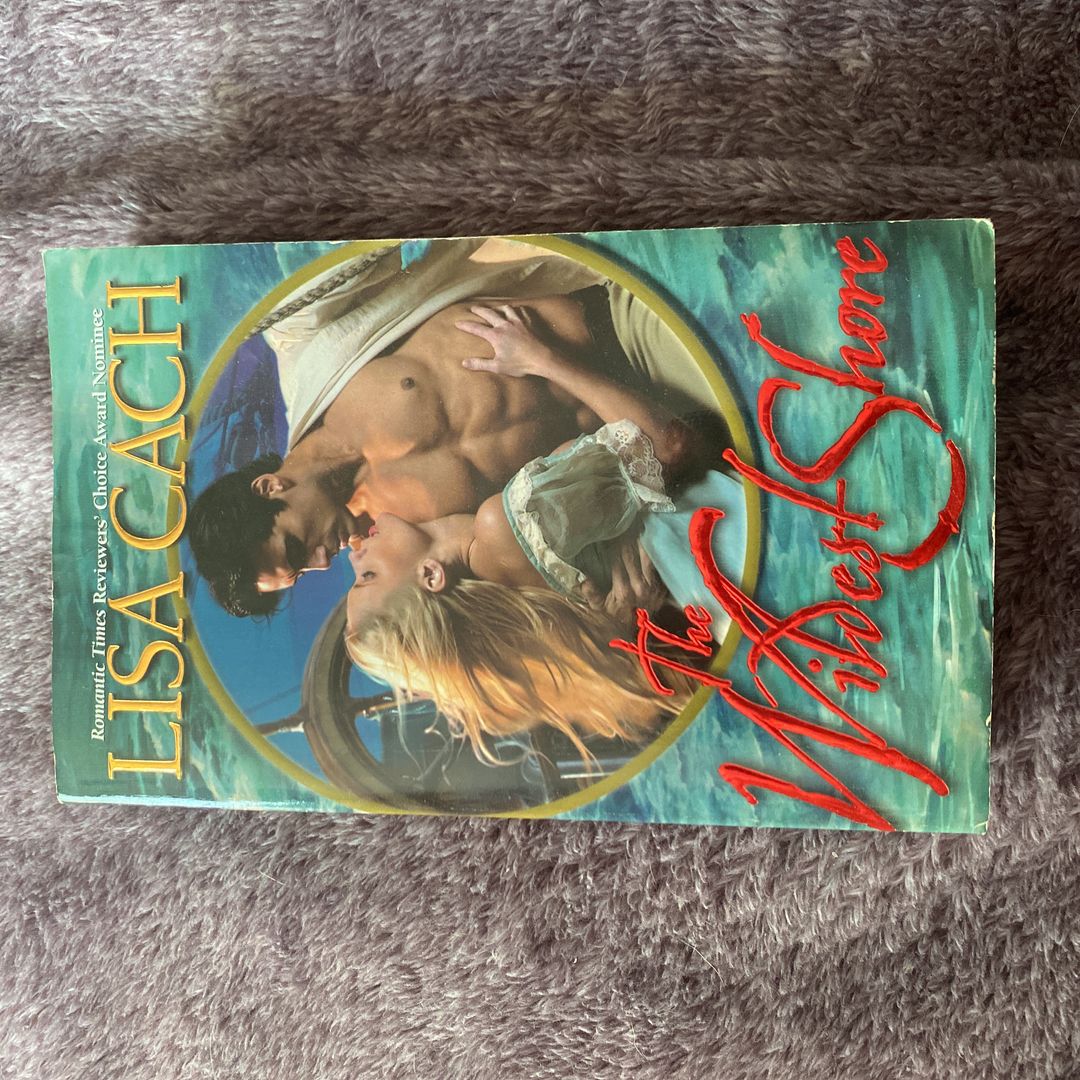 Romantic Times Reviewers' Choice Award Nominee
LISA CACH
The
Wildest Shore